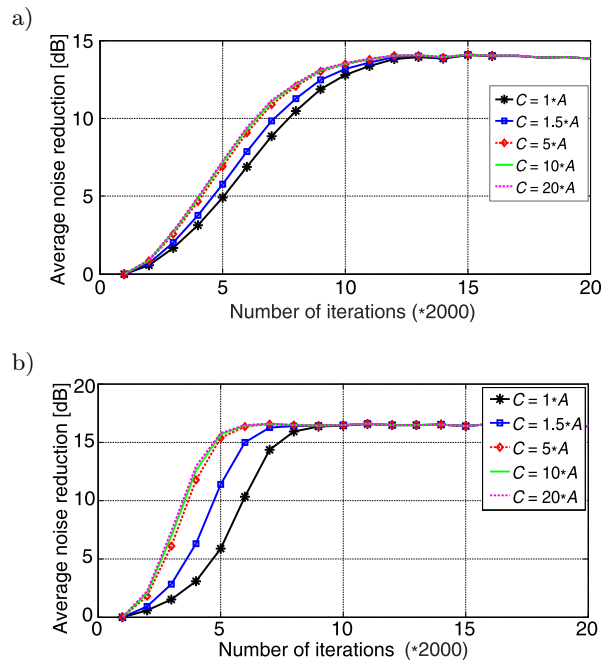 a)
15
10
5
0
Average noise reduction [dB]
C = 1*A
C = 1.5*A
C = 5*A
C = 10*A
C = 20*A
0 5 10 15 20
Number of iterations (*2000)
b)
20
15
10
5
0
Average noise reduction [dB]
C = 1*A
C = 1.5*A
C = 5*A
C = 10*A
C = 20*A
0 5 10 15 20
Number of iterations (*2000)